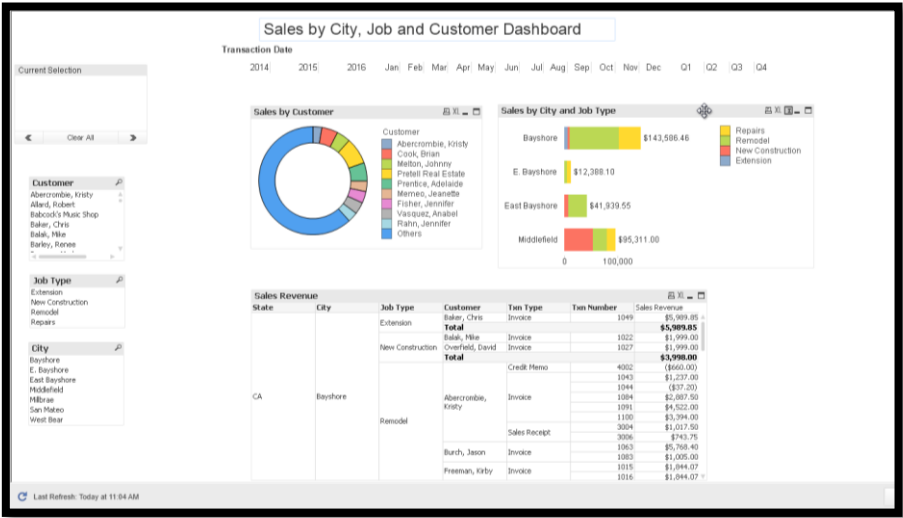 Sales by City, Job and Customer Dashboard
Transaction Date
2014 2015 2016 Jan Feb Mar Apr May Jun Jul Aug Sep Oct Nov Dec Q1 Q2 Q3 Q4
Current Selection
Clear All
Customer
Abercrombie, Kristy
Allard, Robert
Babcock's Music Shop
Baker, Chris
Balak, Mike
Barley, Renee
Job Type
Extension
New Construction
Remodel
Repairs
City
Bayshore
E. Bayshore
East Bayshore
Middlefield
Millbrae
San Mateo
West Bear
Sales by Customer
Customer
Abercrombie, Kristy
Cook, Brian
Melton, Johnny
Pretell Real Estate
Prentice, Adelaide
Memeo, Jeanette
Fisher, Jennifer
Vasquez, Anabel
Rahn, Jennifer
Others
Sales by City and Job Type
Bayshore $143,586.46
E. Bayshore $12,388.10
East Bayshore $41,939.55
Middlefield $95,311.00
0 100,000
Repairs
Remodel
New Construction
Extension
Sales Revenue
State City Job Type Customer Txn Type Txn Number Sales Revenue
CA Bayshore Extension Baker, Chris Invoice 1049 $5,989.85
Total $5,989.85
New Construction Balak, Mike Invoice 1022 $1,999.00
Overfield, David Invoice 1027 $1,999.00
Total $3,998.00
Remodel Abercrombie, Kristy Credit Memo 4002 ($660.00)
Invoice 1043 $1,237.00
1044 ($37.20)
1084 $2,887.50
1091 $4,522.00
1100 $3,394.00
Sales Receipt 3004 $1,017.50
3006 $743.75
Burch, Jason Invoice 1063 $5,768.40
1083 $1,005.00
Freeman, Kirby Invoice 1015 $1,044.07
1016 $1,044.07
Last Refresh: Today at 11:04 AM